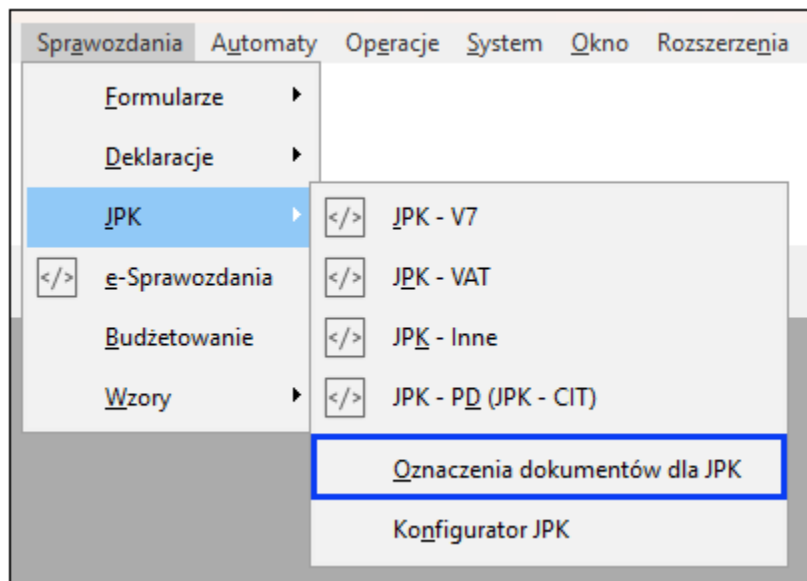 Sprawozdania Automaty Operacje System Okno Rozszerzenia
Formularze
Deklaracje
JPK
</> e-Sprawozdania
Budżetowanie
Wzory
</> JPK - V7
</> JPK - VAT
</> JPK - Inne
</> JPK - PD (JPK - CIT)
Oznaczenia dokumentów dla JPK
Konfigurator JPK